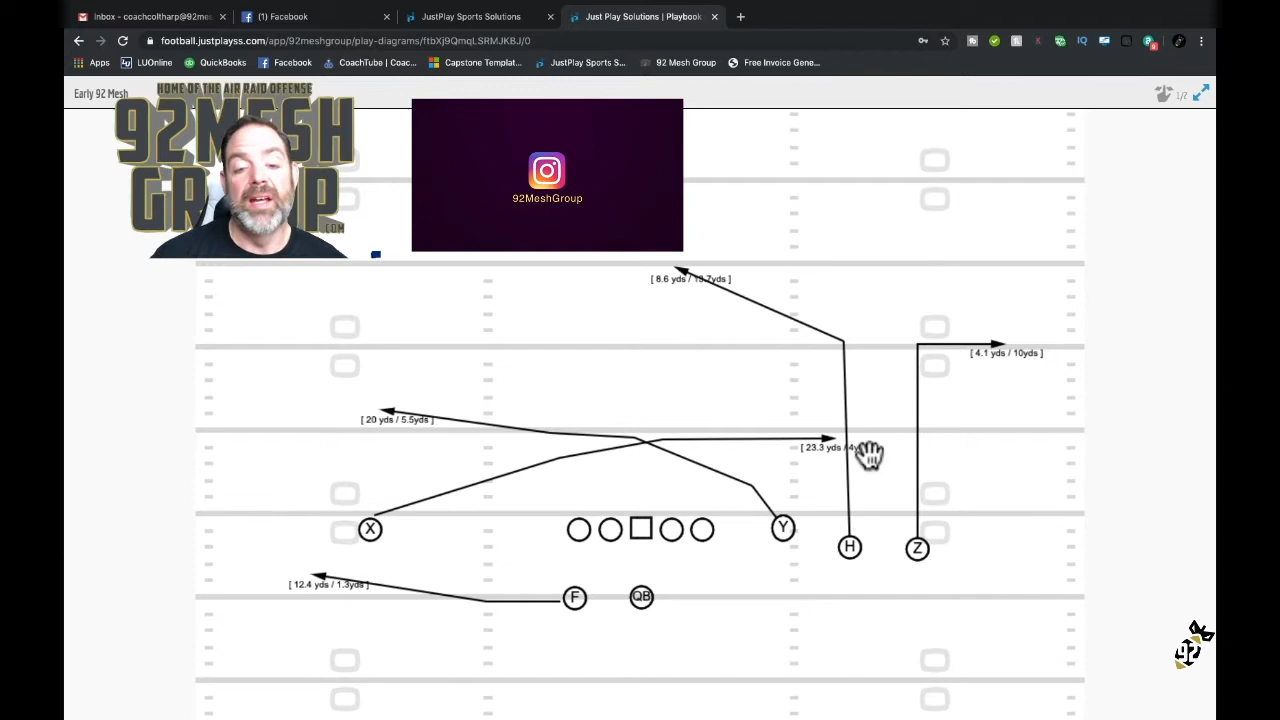 Inbox - coachcoltharp@92mes
(1) Facebook
JustPlay Sports Solutions
Just Play Solutions | Playbook
football.justplayss.com/app/92meshgroup/play-diagrams/ftbXj9QmqLSRMJKBJ/0
Apps
LUOnline
QuickBooks
Facebook
CoachTube | Coac...
Capstone Templat...
JustPlay Sports S...
92 Mesh Group
Free Invoice Gene...
Early 92 Mesh
1/2
HOME OF THE AIR RAID OFFENSE
92MESH
GROUP
.COM
92MeshGroup
[ 8.6 yds / 13.7yds ]
[ 4.1 yds / 10yds ]
[ 20 yds / 5.5yds ]
[ 23.3 yds / 4y
X
Y
H
Z
[ 12.4 yds / 1.3yds ]
F
QB
92